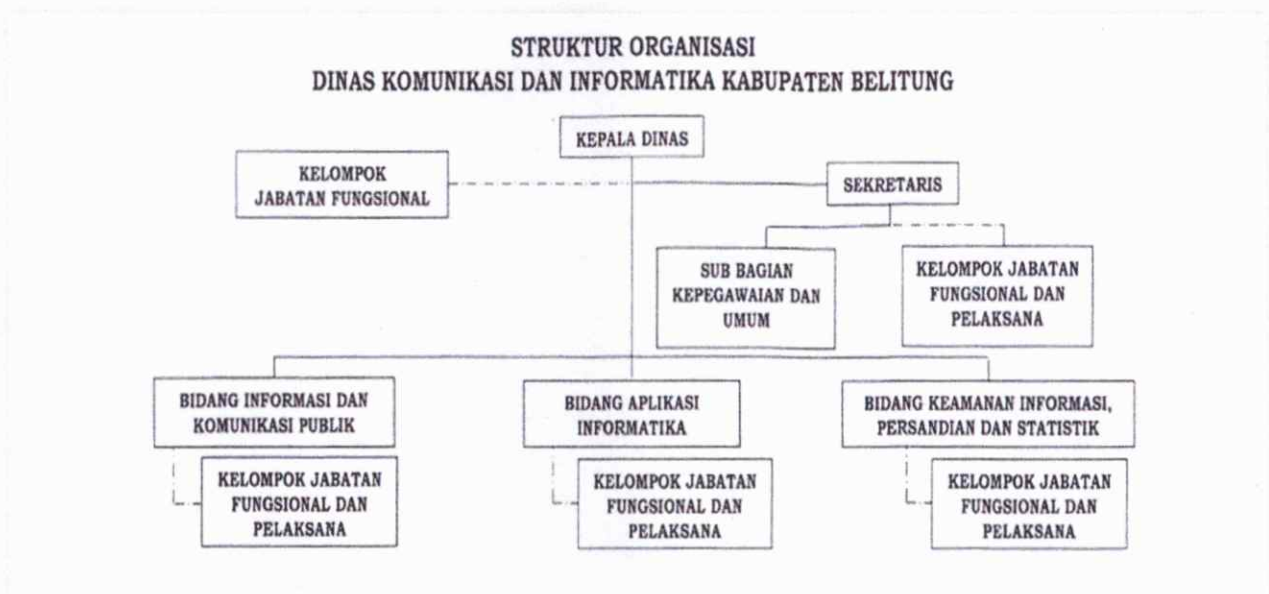 STRUKTUR ORGANISASI
DINAS KOMUNIKASI DAN INFORMATIKA KABUPATEN BELITUNG
KEPALA DINAS
KELOMPOK
JABATAN FUNGSIONAL
SEKRETARIS
SUB BAGIAN
KEPEGAWAIAN DAN
UMUM
KELOMPOK JABATAN
FUNGSIONAL DAN
PELAKSANA
BIDANG INFORMASI DAN
KOMUNIKASI PUBLIK
BIDANG APLIKASI
INFORMATIKA
BIDANG KEAMANAN INFORMASI,
PERSANDIAN DAN STATISTIK
KELOMPOK JABATAN
FUNGSIONAL DAN
PELAKSANA
KELOMPOK JABATAN
FUNGSIONAL DAN
PELAKSANA
KELOMPOK JABATAN
FUNGSIONAL DAN
PELAKSANA